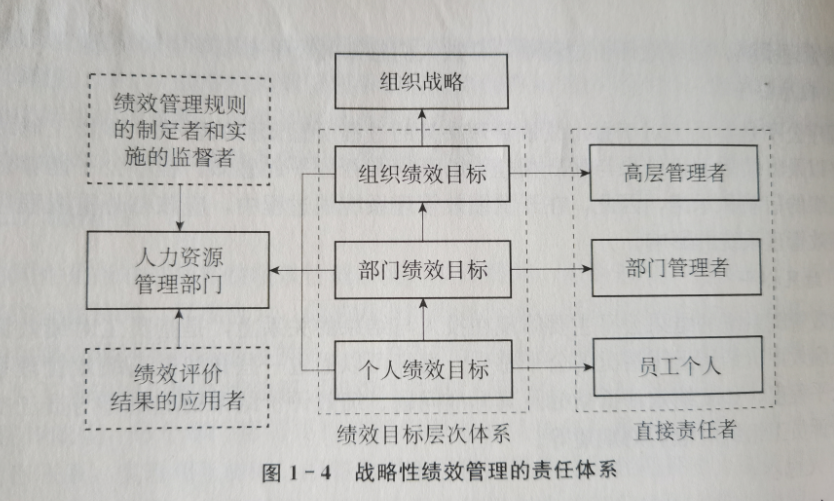 绩效管理规则
的制定者和实
施的监督者
人力资源
管理部门
绩效评价
结果的应用者
组织战略
组织绩效目标
部门绩效目标
个人绩效目标
绩效目标层次体系
高层管理者
部门管理者
员工个人
直接责任者
图 1-4 战略性绩效管理的责任体系